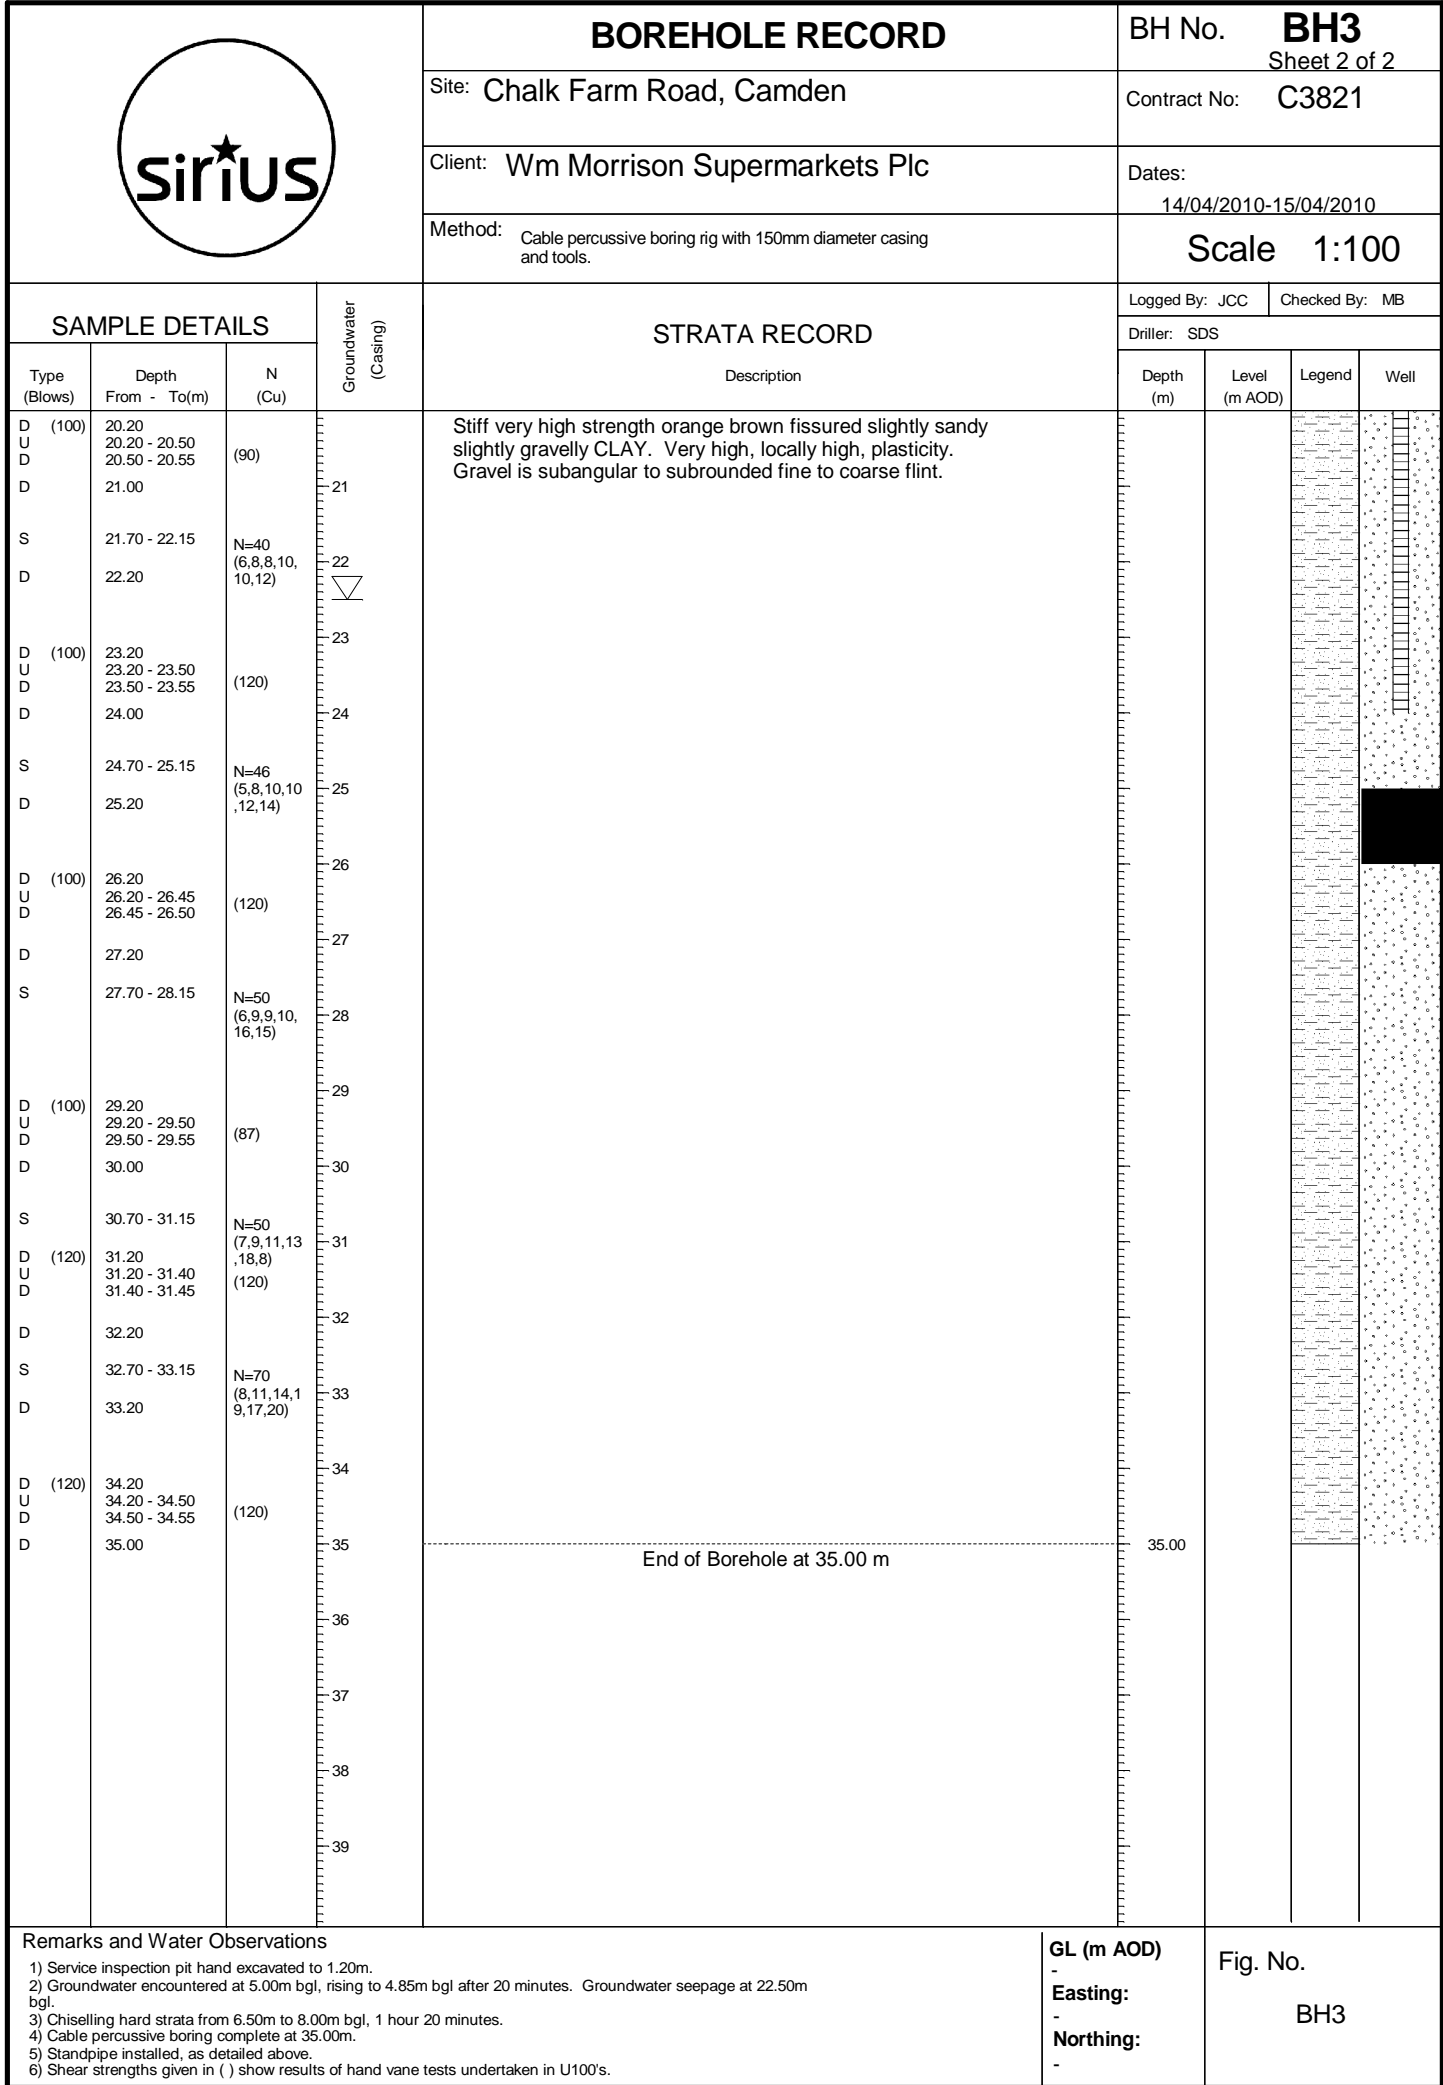 sirius
BOREHOLE RECORD
BH No. BH3
Sheet 2 of 2
Site: Chalk Farm Road, Camden
Contract No: C3821
Client: Wm Morrison Supermarkets Plc
Dates:
14/04/2010-15/04/2010
Method: Cable percussive boring rig with 150mm diameter casing
and tools.
Scale 1:100
SAMPLE DETAILS
Groundwater
(Casing)
STRATA RECORD
Logged By: JCC Checked By: MB
Driller: SDS
Type Depth N Description Depth Level Legend Well
(Blows) From - To(m) (Cu) (m) (m AOD)
D (100) 20.20 Stiff very high strength orange brown fissured slightly sandy
U 20.20 - 20.50 slightly gravelly CLAY. Very high, locally high, plasticity.
D 20.50 - 20.55 (90) Gravel is subangular to subrounded fine to coarse flint.
D 21.00 21
S 21.70 - 22.15 N=40
(6,8,8,10, 22
D 22.20 10,12)
23
D (100) 23.20
U 23.20 - 23.50
D 23.50 - 23.55 (120)
D 24.00 24
S 24.70 - 25.15 N=46
(5,8,10,10 25
D 25.20 ,12,14)
26
D (100) 26.20
U 26.20 - 26.45
D 26.45 - 26.50 (120)
27
D 27.20
S 27.70 - 28.15 N=50
(6,9,9,10, 28
16,15)
29
D (100) 29.20
U 29.20 - 29.50
D 29.50 - 29.55 (87)
D 30.00 30
S 30.70 - 31.15 N=50
(7,9,11,13 31
D (120) 31.20 ,18,8)
U 31.20 - 31.40
D 31.40 - 31.45 (120)
32
D 32.20
S 32.70 - 33.15 N=70
(8,11,14,1 33
D 33.20 9,17,20)
34
D (120) 34.20
U 34.20 - 34.50
D 34.50 - 34.55 (120)
D 35.00 35 35.00
End of Borehole at 35.00 m
36
37
38
39
Remarks and Water Observations
1) Service inspection pit hand excavated to 1.20m.
2) Groundwater encountered at 5.00m bgl, rising to 4.85m bgl after 20 minutes. Groundwater seepage at 22.50m
bgl.
3) Chiselling hard strata from 6.50m to 8.00m bgl, 1 hour 20 minutes.
4) Cable percussive boring complete at 35.00m.
5) Standpipe installed, as detailed above.
6) Shear strengths given in ( ) show results of hand vane tests undertaken in U100's.
GL (m AOD)
-
Easting:
-
Northing:
-
Fig. No.
BH3